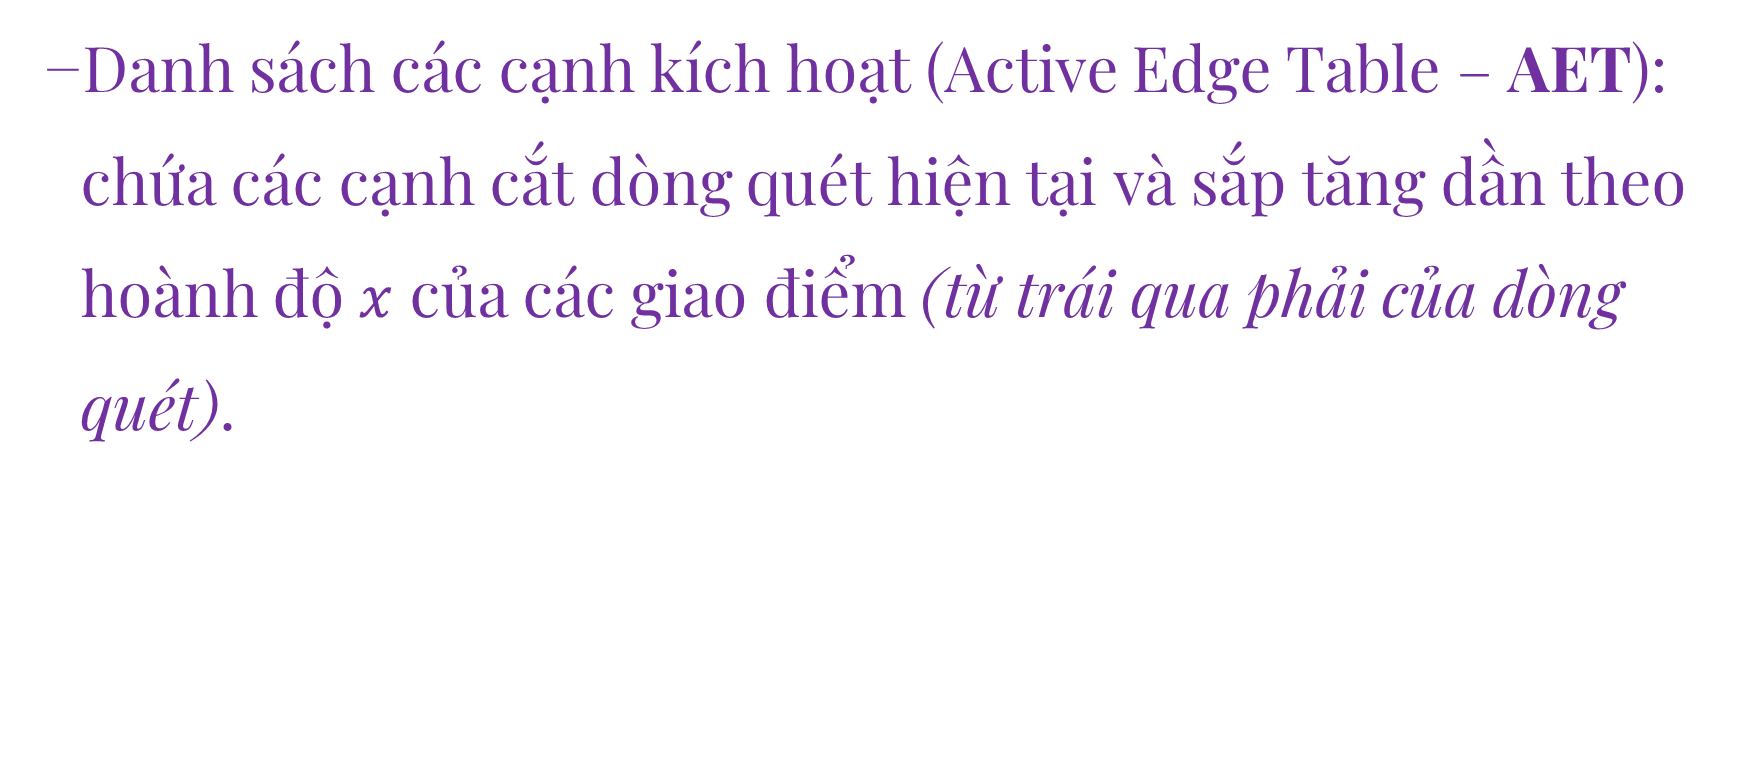 –Danh sách các cạnh kích hoạt (Active Edge Table – AET):
chứa các cạnh cắt dòng quét hiện tại và sắp tăng dần theo
hoành độ x của các giao điểm (từ trái qua phải của dòng
quét).